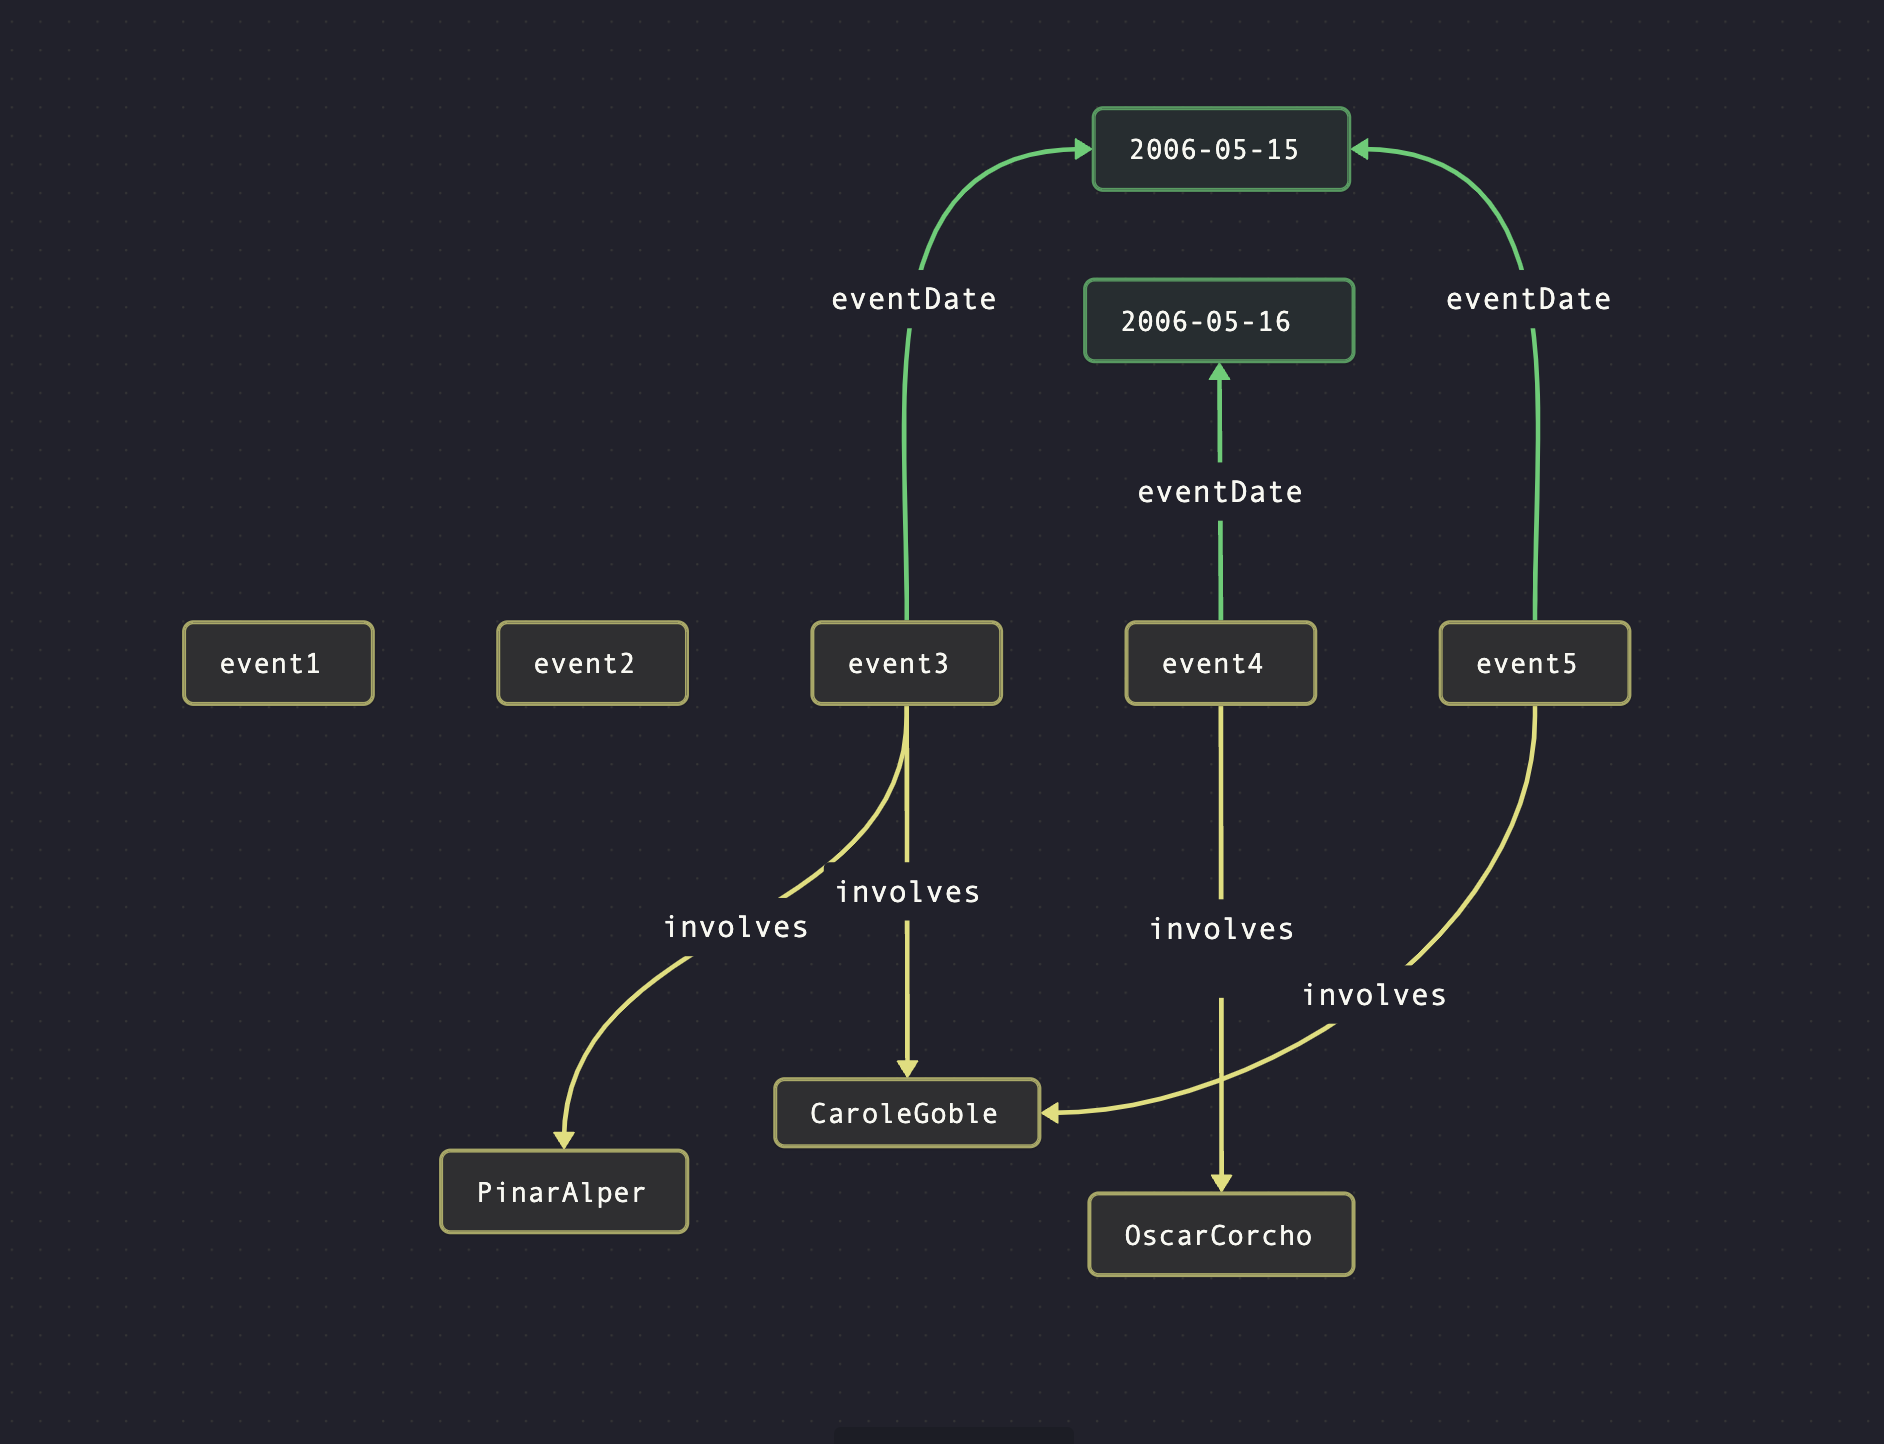 2006-05-15
eventDate
eventDate
2006-05-16
eventDate
event1
event2
event3
event4
event5
involves
involves
involves
involves
CaroleGoble
PinarAlper
OscarCorcho